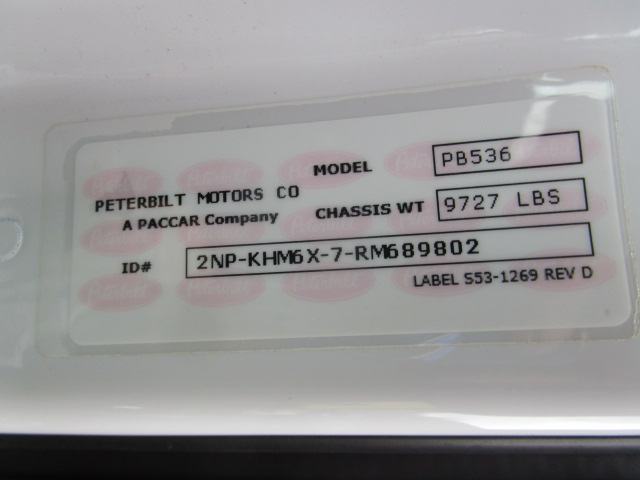 MODEL PB536
PETERBILT MOTORS CO
A PACCAR Company
CHASSIS WT 9727 LBS
ID# 2NP-KHM6X-7-RM689802
LABEL S53-1269 REV D